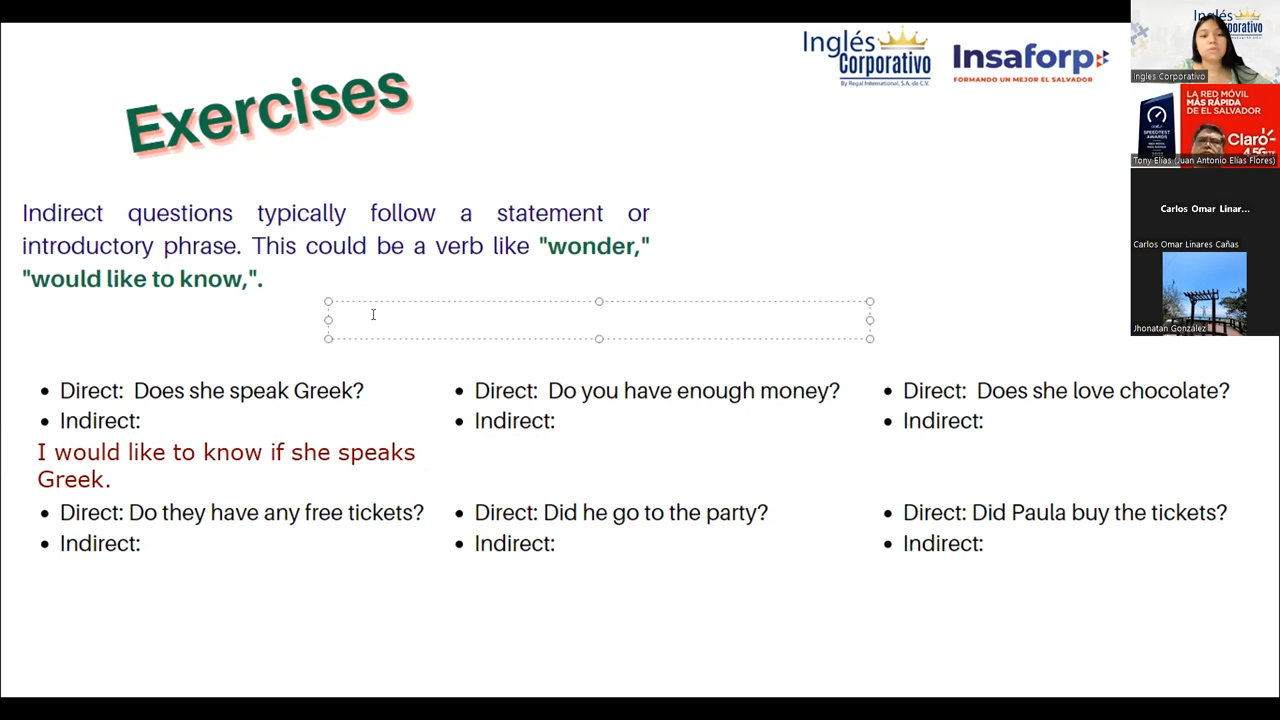 Exercises
Inglés
Corporativo
By Regal International, S.A. de C.V.
Insaforp
FORMANDO UN MEJOR EL SALVADOR
Indirect questions typically follow a statement or
introductory phrase. This could be a verb like "wonder,"
"would like to know,".
Direct: Does she speak Greek?
Indirect:
I would like to know if she speaks
Greek.
Direct: Do they have any free tickets?
Indirect:
Direct: Do you have enough money?
Indirect:
Direct: Did he go to the party?
Indirect:
Direct: Does she love chocolate?
Indirect:
Direct: Did Paula buy the tickets?
Indirect:
Ingles Corporativo
LA RED MÓVIL
MÁS RÁPIDA
DE EL SALVADOR
SPEEDTEST
AWARDS
Claro
4.5G
Tony Elías (Juan Antonio Elías Flores)
Carlos Omar Linar...
Carlos Omar Linares Cañas
Jhonatan González